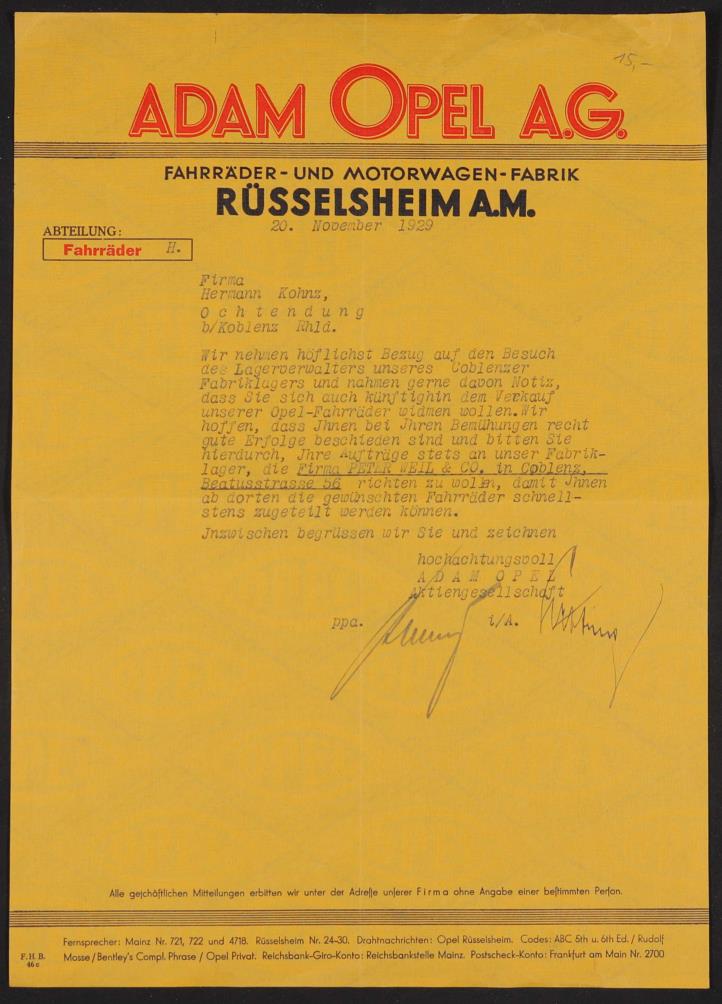 15,-
ADAM OPEL A.G.
FAHRRÄDER- UND MOTORWAGEN-FABRIK
RÜSSELSHEIM A.M.
20. November 1929
ABTEILUNG:
Fahrräder H.
Firma
Hermann Kohnz,
O c h t e n d u n g
b/Koblenz Rhld.
Wir nehmen höflichst Bezug auf den Besuch
des Lagerverwalters unseres Coblenzer
Fabriklagers und nahmen gerne davon Notiz,
dass Sie sich auch künftighin dem Verkauf
unserer Opel-Fahrräder widmen wollen.Wir
hoffen, dass Jhnen bei Jhren Bemühungen recht
gute Erfolge beschieden sind und bitten Sie
hierdurch, Jhre Aufträge stets an unser Fabrik-
lager, die Firma PETER WEIL & CO. in Coblenz,
Beatusstrasse 56 richten zu wollen, damit Jhnen
ab dorten die gewünschten Fahrräder schnell-
stens zugeteilt werden können.
Jnzwischen begrüssen wir Sie und zeichnen
hochachtungsvoll
A D A M O P E L
Aktiengesellschaft
ppa. i/A.
Alle geschäftlichen Mitteilungen erbitten wir unter der Adresse unserer Firma ohne Angabe einer bestimmten Person.
Fernsprecher: Mainz Nr. 721, 722 und 4718. Rüsselsheim Nr. 24-30. Drahtnachrichten: Opel Rüsselsheim. Codes: ABC 5th u. 6th Ed. / Rudolf
F.H.B.
46 c
Mosse / Bentley's Compl. Phrase / Opel Privat. Reichsbank-Giro-Konto: Reichsbankstelle Mainz. Postscheck-Konto: Frankfurt am Main Nr. 2700